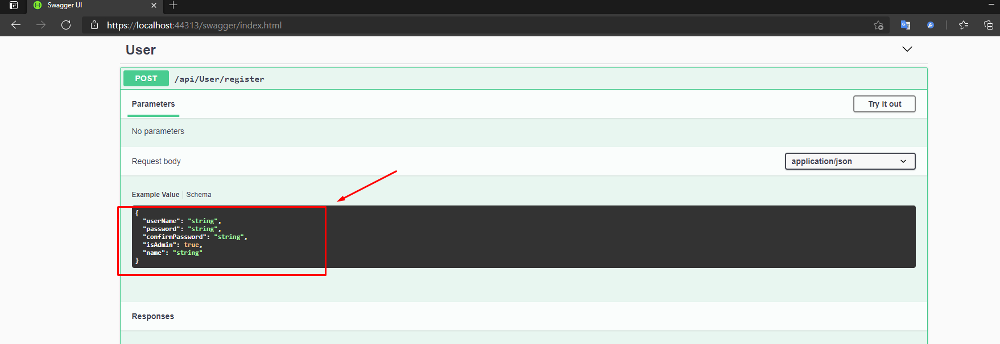 Swagger UI
https://localhost:44313/swagger/index.html
User
POST /api/User/register
Parameters
Try it out
No parameters
Request body
application/json
Example Value | Schema
{
"userName": "string",
"password": "string",
"confirmPassword": "string",
"isAdmin": true,
"name": "string"
}
Responses